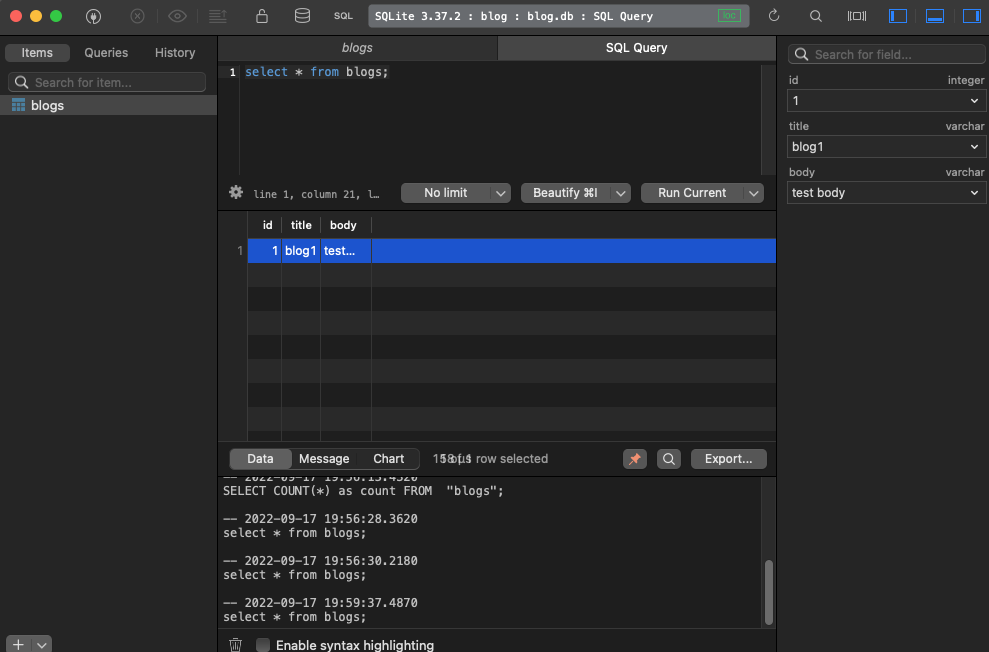 SQL
SQLite 3.37.2 : blog : blog.db : SQL Query
loc
Items
Queries
History
Search for item...
blogs
blogs
SQL Query
1
select * from blogs;
line 1, column 21, l…
No limit
Beautify ⌘I
Run Current
id
title
body
1
1
blog1
test…
Data
Message
Chart
row selected
Export...
-- 2022-09-17 19:56:13.4520
SELECT COUNT(*) as count FROM  "blogs";
-- 2022-09-17 19:56:28.3620
select * from blogs;
-- 2022-09-17 19:56:30.2180
select * from blogs;
-- 2022-09-17 19:59:37.4870
select * from blogs;
Enable syntax highlighting
Search for field...
id
integer
1
title
varchar
blog1
body
varchar
test body